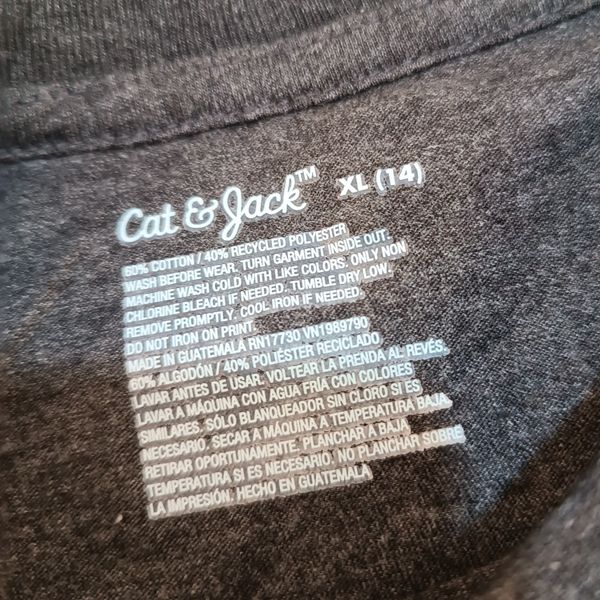 Cat & Jack™ XL (14)
60% COTTON / 40% RECYCLED POLYESTER
WASH BEFORE WEAR. TURN GARMENT INSIDE OUT.
MACHINE WASH COLD WITH LIKE COLORS. ONLY NON
CHLORINE BLEACH IF NEEDED. TUMBLE DRY LOW.
REMOVE PROMPTLY. COOL IRON IF NEEDED.
DO NOT IRON ON PRINT.
MADE IN GUATEMALA RN17730 VN1989790
60% ALGODÓN / 40% POLIÉSTER RECICLADO
LAVAR ANTES DE USAR. VOLTEAR LA PRENDA AL REVÉS.
LAVAR A MÁQUINA CON AGUA FRÍA CON COLORES
SIMILARES. SÓLO BLANQUEADOR SIN CLORO SI ES
NECESARIO. SECAR A MÁQUINA A TEMPERATURA BAJA.
RETIRAR OPORTUNAMENTE. PLANCHAR A BAJA
TEMPERATURA SI ES NECESARIO. NO PLANCHAR SOBRE
LA IMPRESIÓN. HECHO EN GUATEMALA